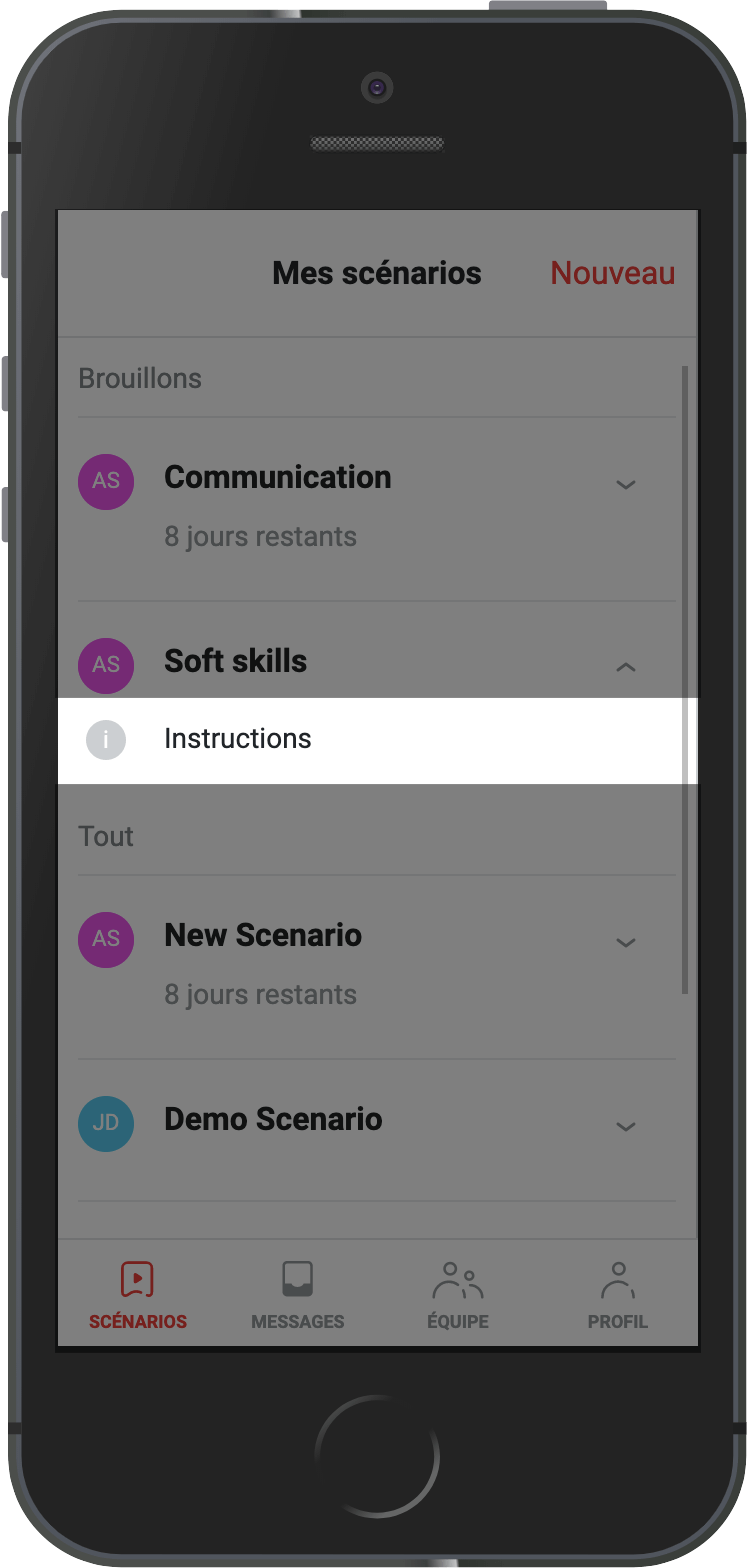 Mes scénarios
Nouveau
Brouillons
AS
Communication
8 jours restants
AS
Soft skills
i
Instructions
Tout
AS
New Scenario
8 jours restants
JD
Demo Scenario
SCÉNARIOS
MESSAGES
ÉQUIPE
PROFIL